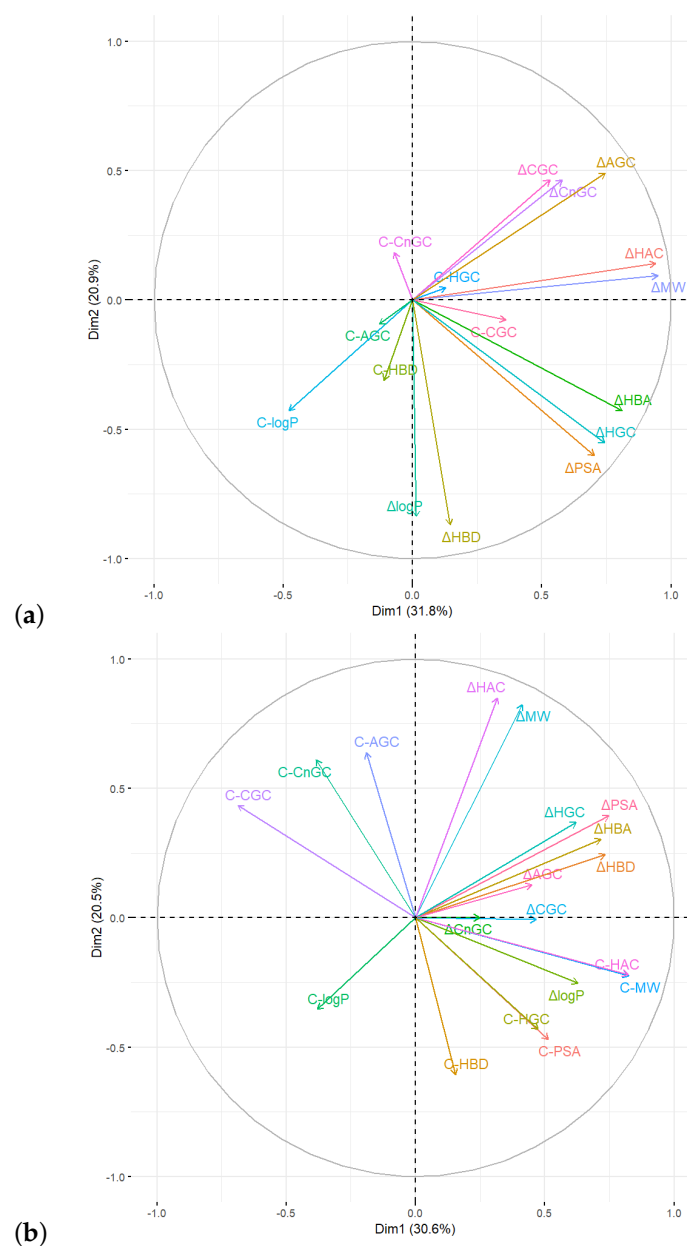 1.0
ΔCGC
ΔAGC
0.5
ΔCnGC
C-CnGC
ΔHAC
C-HGC
ΔMW
0.0
Dim2 (20.9%)
C-AGC
C-CGC
C-HBD
ΔHBA
C-logP
ΔHGC
-0.5
ΔPSA
ΔlogP
ΔHBD
-1.0
-1.0 -0.5 0.0 0.5 1.0
Dim1 (31.8%)
(a)
1.0
ΔHAC
ΔMW
C-AGC
C-CnGC
C-CGC
0.5
ΔPSA
ΔHGC
ΔHBA
ΔHBD
ΔAGC
ΔCGC
0.0
Dim2 (20.5%)
ΔCnGC
C-HAC
C-MW
ΔlogP
C-logP
C-HGC
-0.5
C-PSA
C-HBD
-1.0
-1.0 -0.5 0.0 0.5 1.0
Dim1 (30.6%)
(b)